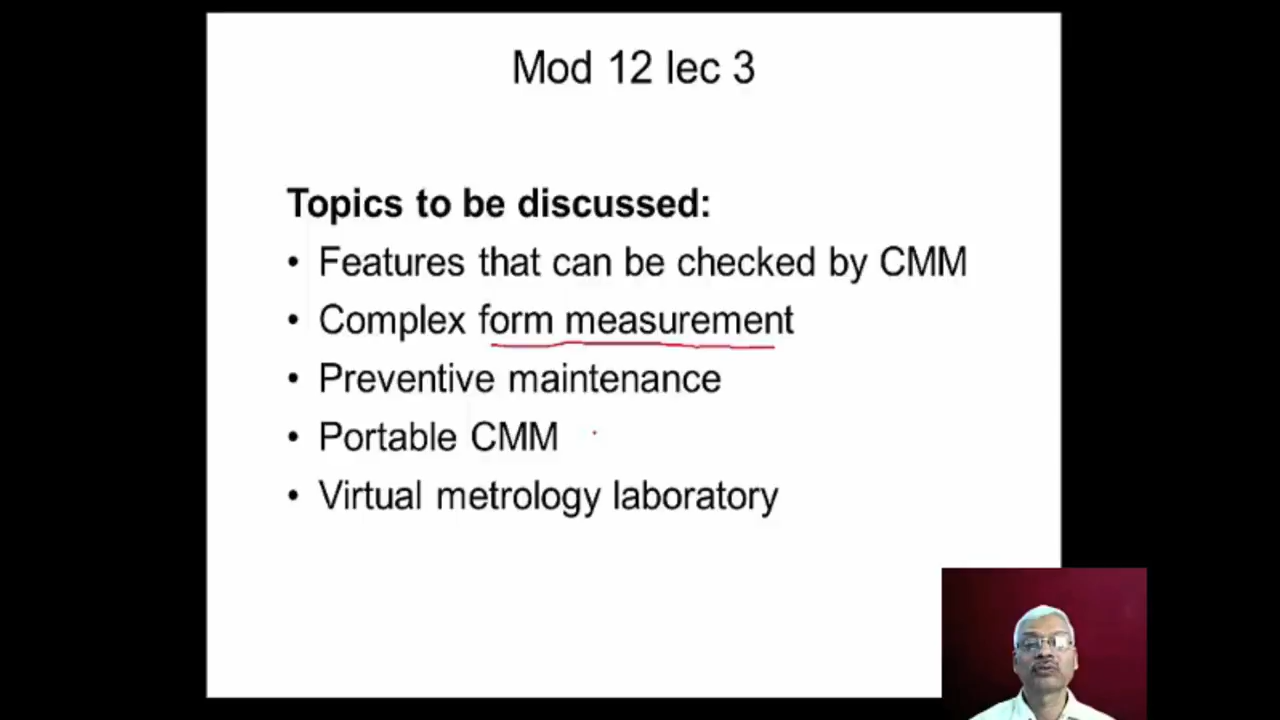 Mod 12 lec 3
Topics to be discussed:
• Features that can be checked by CMM
• Complex form measurement
• Preventive maintenance
• Portable CMM
• Virtual metrology laboratory